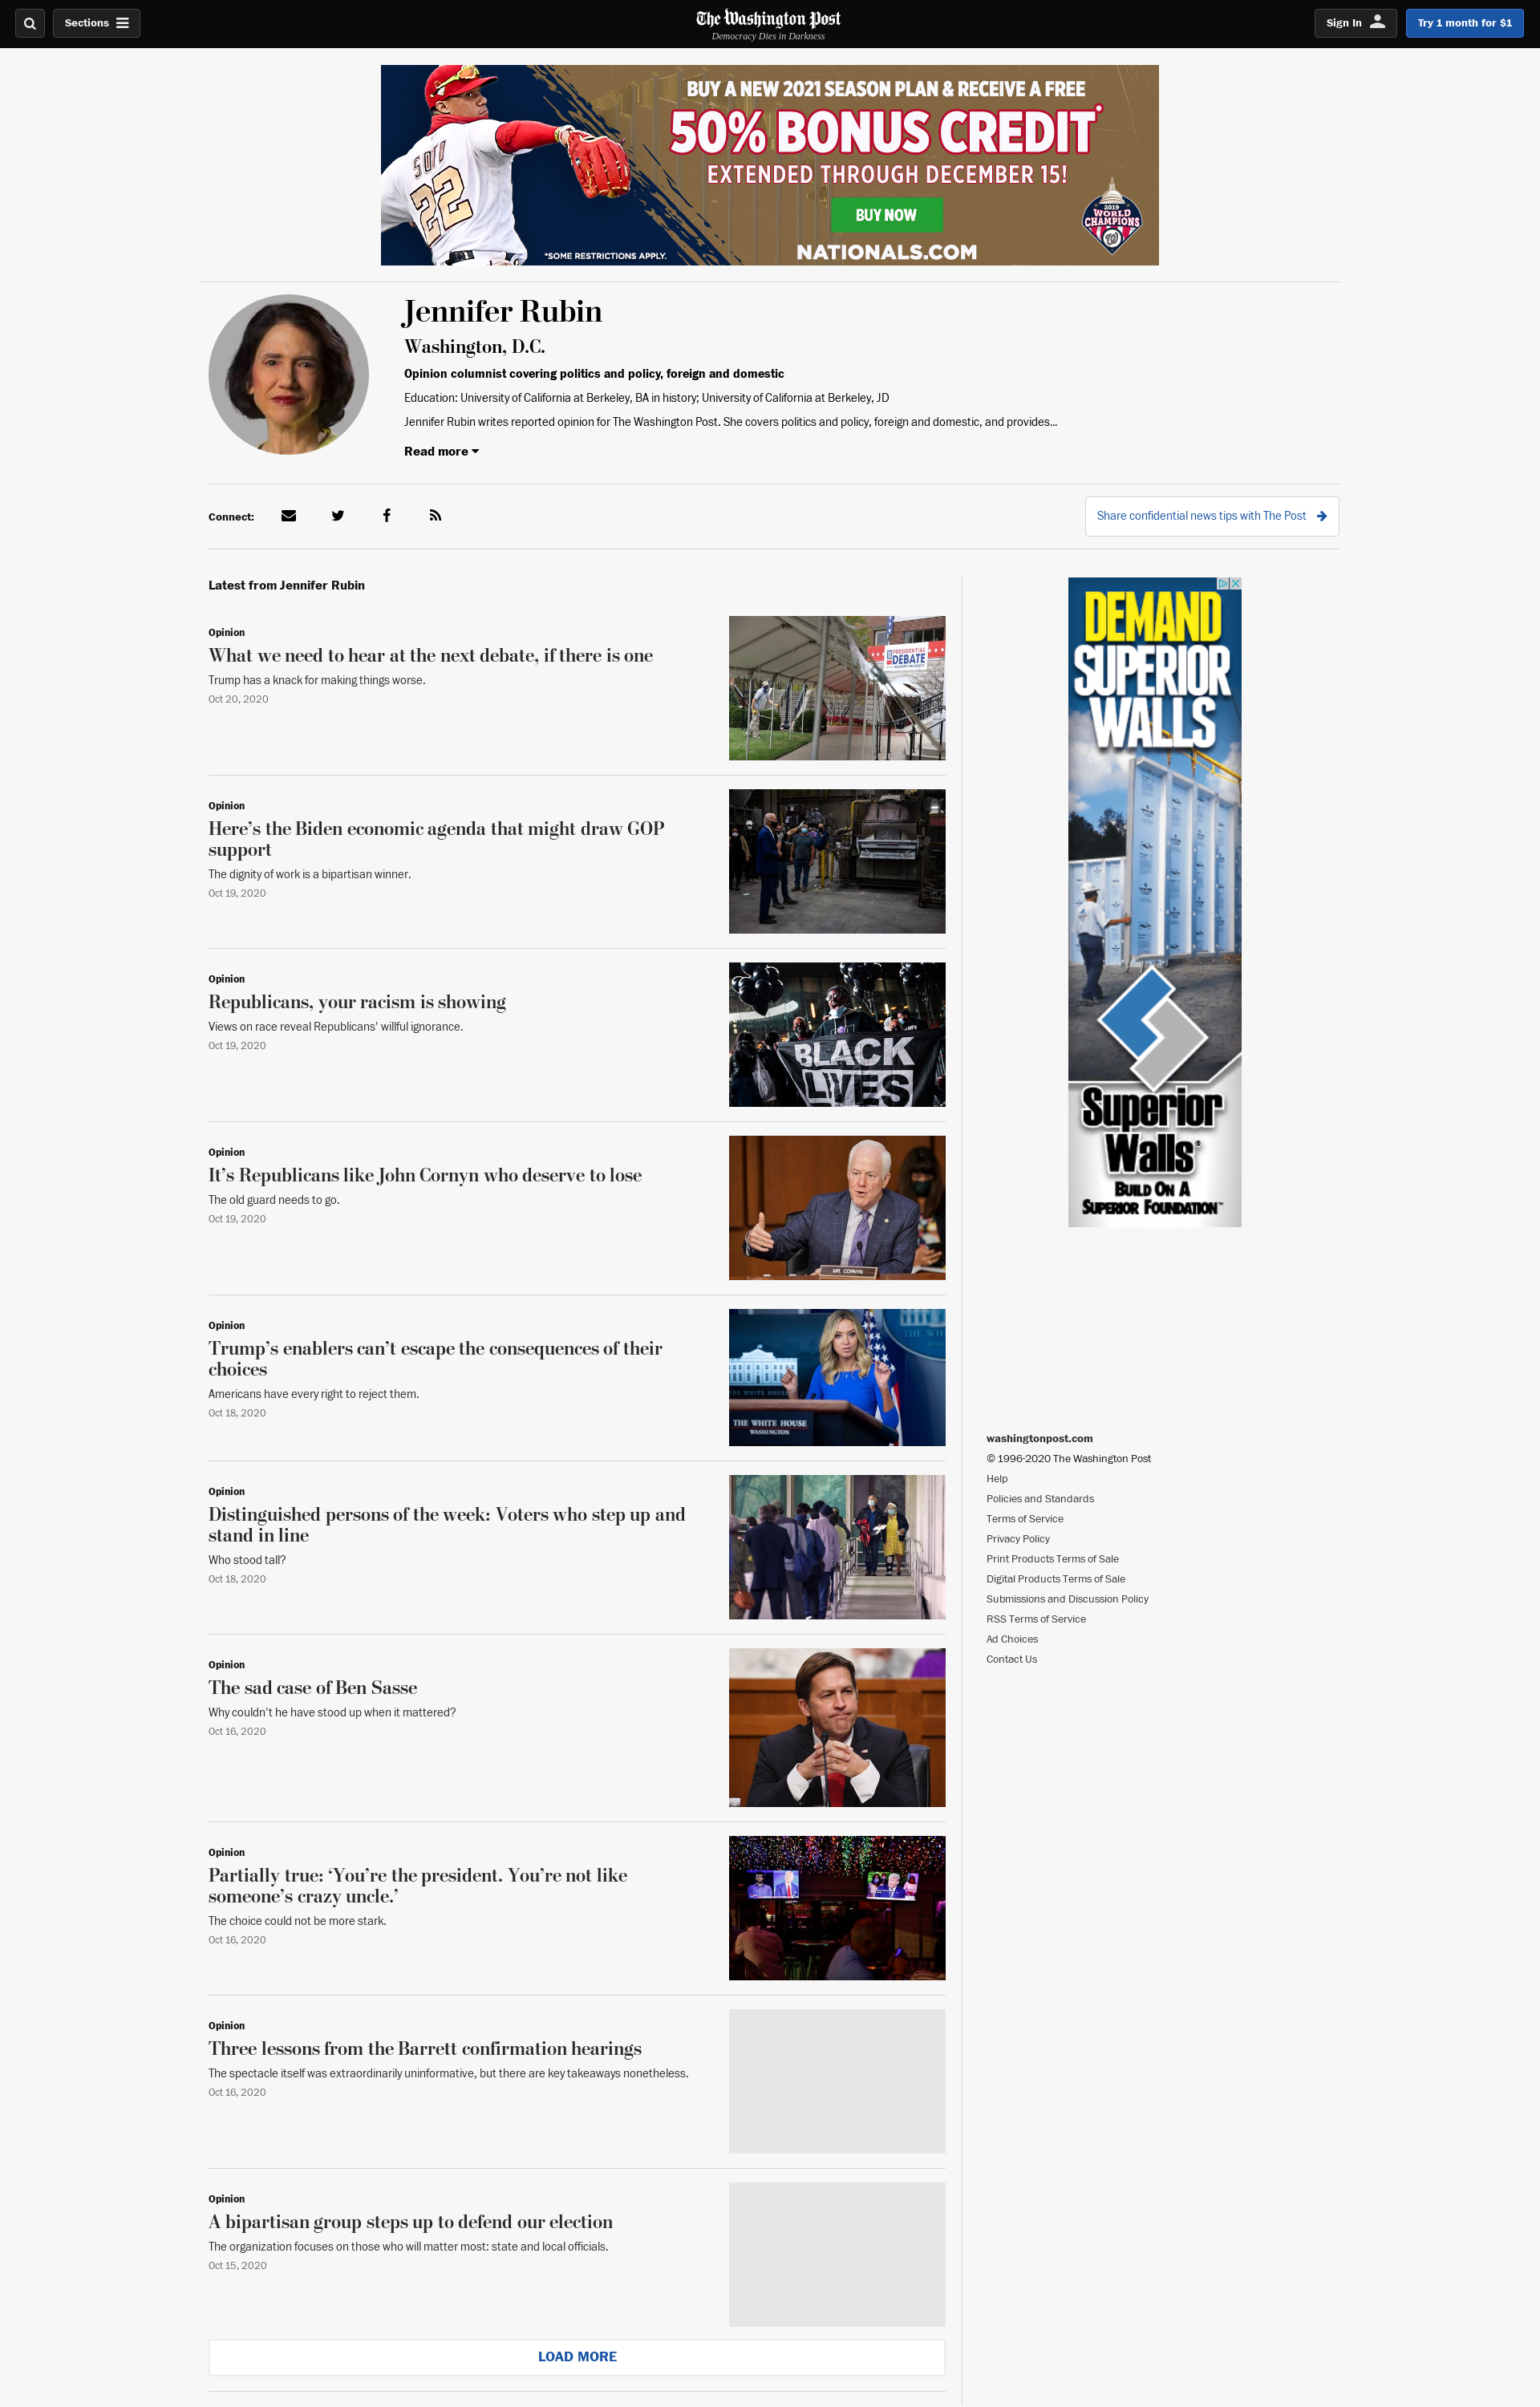 Sections
The Washington Post
Democracy Dies in Darkness
Sign In
Try 1 month for $1
BUY A NEW 2021 SEASON PLAN & RECEIVE A FREE
50% BONUS CREDIT*
EXTENDED THROUGH DECEMBER 15!
BUY NOW
*SOME RESTRICTIONS APPLY.
NATIONALS.COM
SOTO
22
2019
WORLD
CHAMPIONS
W
Jennifer Rubin
Washington, D.C.
Opinion columnist covering politics and policy, foreign and domestic
Education: University of California at Berkeley, BA in history; University of California at Berkeley, JD
Jennifer Rubin writes reported opinion for The Washington Post. She covers politics and policy, foreign and domestic, and provides...
Read more
Connect:
Share confidential news tips with The Post
Latest from Jennifer Rubin
Opinion
What we need to hear at the next debate, if there is one
Trump has a knack for making things worse.
Oct 20, 2020
PRESIDENTIAL
DEBATE
Opinion
Here’s the Biden economic agenda that might draw GOP
support
The dignity of work is a bipartisan winner.
Oct 19, 2020
Opinion
Republicans, your racism is showing
Views on race reveal Republicans' willful ignorance.
Oct 19, 2020
BLACK
LIVES
Opinion
It’s Republicans like John Cornyn who deserve to lose
The old guard needs to go.
Oct 19, 2020
MR. CORNYN
Opinion
Trump’s enablers can’t escape the consequences of their
choices
Americans have every right to reject them.
Oct 18, 2020
THE WHITE HOUSE
WASHINGTON
Opinion
Distinguished persons of the week: Voters who step up and
stand in line
Who stood tall?
Oct 18, 2020
Opinion
The sad case of Ben Sasse
Why couldn't he have stood up when it mattered?
Oct 16, 2020
Opinion
Partially true: ‘You’re the president. You’re not like
someone’s crazy uncle.’
The choice could not be more stark.
Oct 16, 2020
Opinion
Three lessons from the Barrett confirmation hearings
The spectacle itself was extraordinarily uninformative, but there are key takeaways nonetheless.
Oct 16, 2020
Opinion
A bipartisan group steps up to defend our election
The organization focuses on those who will matter most: state and local officials.
Oct 15, 2020
LOAD MORE
DEMAND
SUPERIOR
WALLS
Superior
Walls®
BUILD ON A
SUPERIOR FOUNDATION™
washingtonpost.com
© 1996-2020 The Washington Post
Help
Policies and Standards
Terms of Service
Privacy Policy
Print Products Terms of Sale
Digital Products Terms of Sale
Submissions and Discussion Policy
RSS Terms of Service
Ad Choices
Contact Us